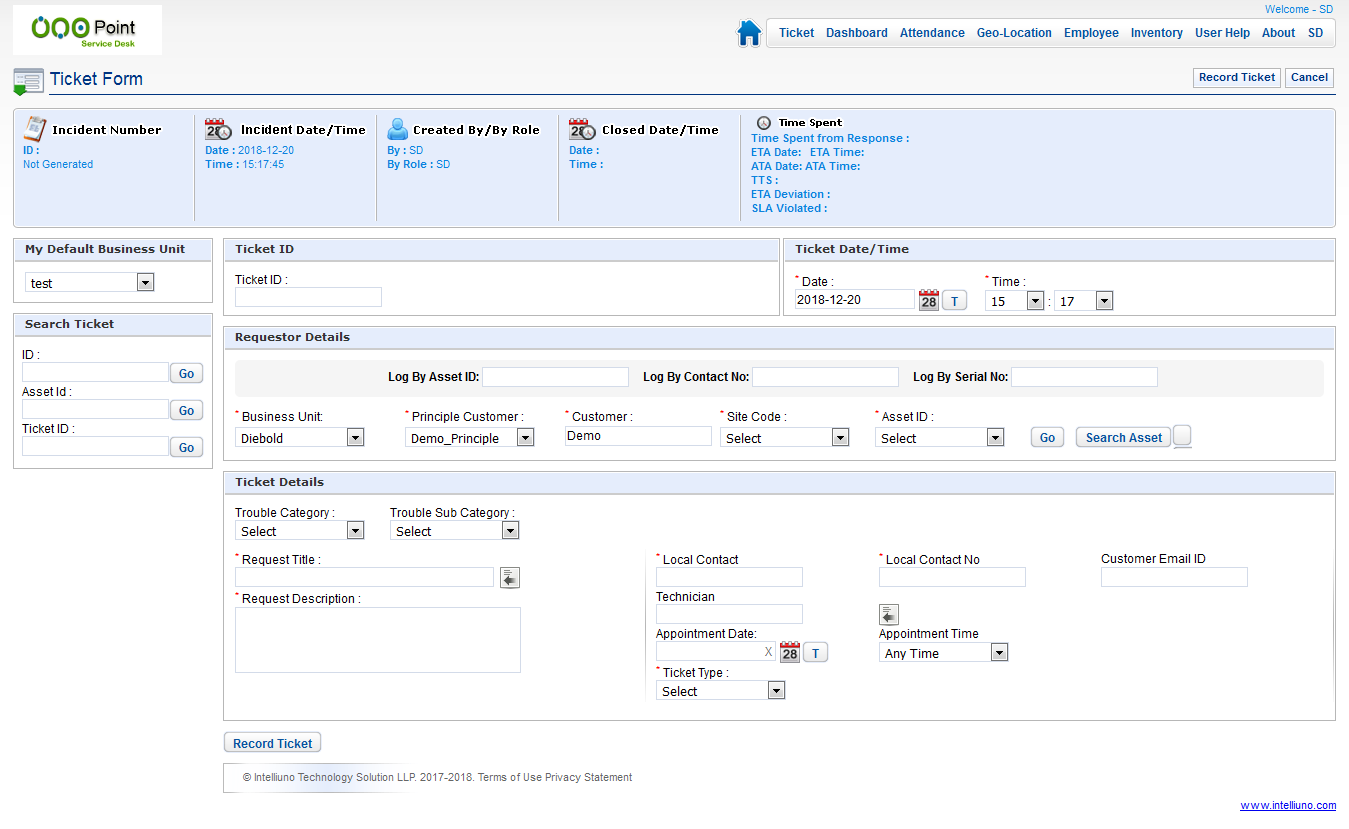 Welcome - SD
Point
Service Desk
Ticket Dashboard Attendance Geo-Location Employee Inventory User Help About SD
Ticket Form
Record Ticket Cancel
Incident Number
ID :
Not Generated
28 Incident Date/Time
Date : 2018-12-20
Time : 15:17:45
Created By/By Role
By : SD
By Role : SD
28 Closed Date/Time
Date :
Time :
Time Spent
Time Spent from Response :
ETA Date: ETA Time:
ATA Date: ATA Time:
TTS :
ETA Deviation :
SLA Violated :
My Default Business Unit
test
Search Ticket
ID :
Go
Asset Id :
Go
Ticket ID :
Go
Ticket ID
Ticket ID :
Ticket Date/Time
* Date :
2018-12-20 28 T
* Time :
15 : 17
Requestor Details
Log By Asset ID: Log By Contact No: Log By Serial No:
* Business Unit: * Principle Customer : * Customer : * Site Code : * Asset ID :
Diebold Demo_Principle Demo Select Select Go Search Asset
Ticket Details
Trouble Category : Trouble Sub Category :
Select Select
* Request Title :
* Request Description :
* Local Contact * Local Contact No Customer Email ID
Technician
Appointment Date: Appointment Time
X 28 T Any Time
* Ticket Type :
Select
Record Ticket
© Intelliuno Technology Solution LLP. 2017-2018. Terms of Use Privacy Statement
www.intelliuno.com